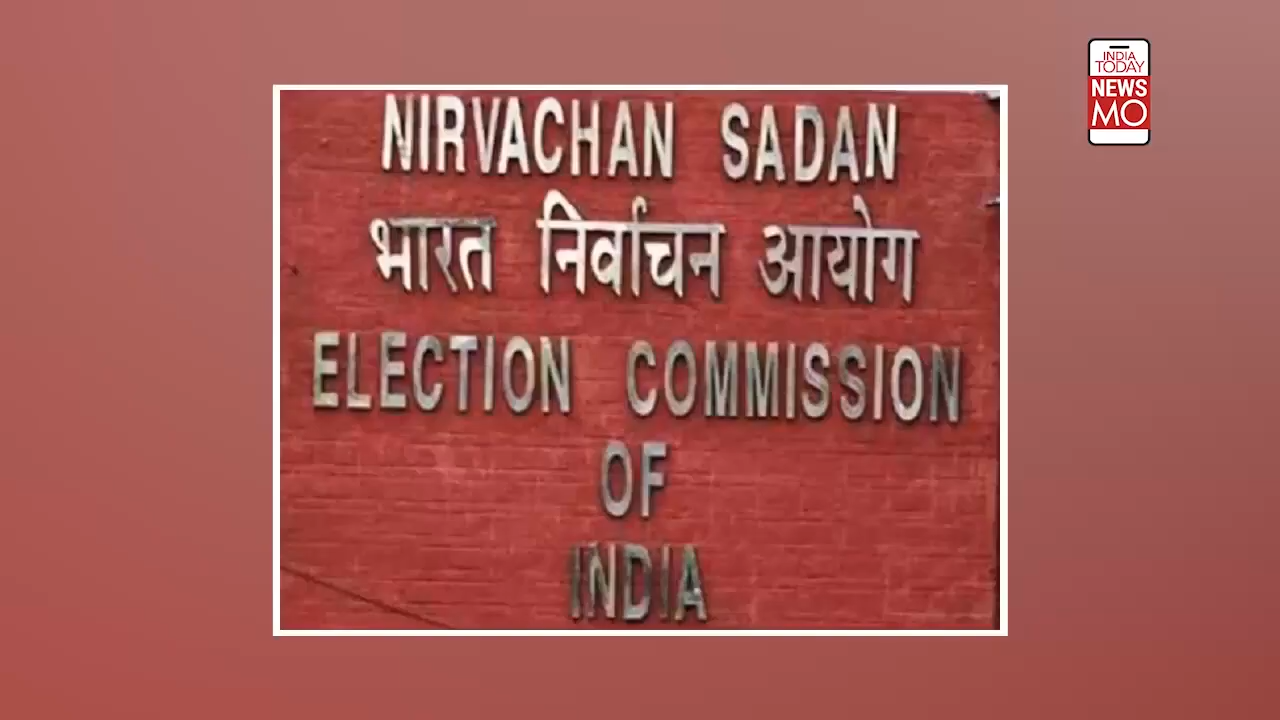 NIRVACHAN SADAN
भारत निर्वाचन आयोग
ELECTION COMMISSION
OF
INDIA
INDIA
TODAY
NEWS
MO